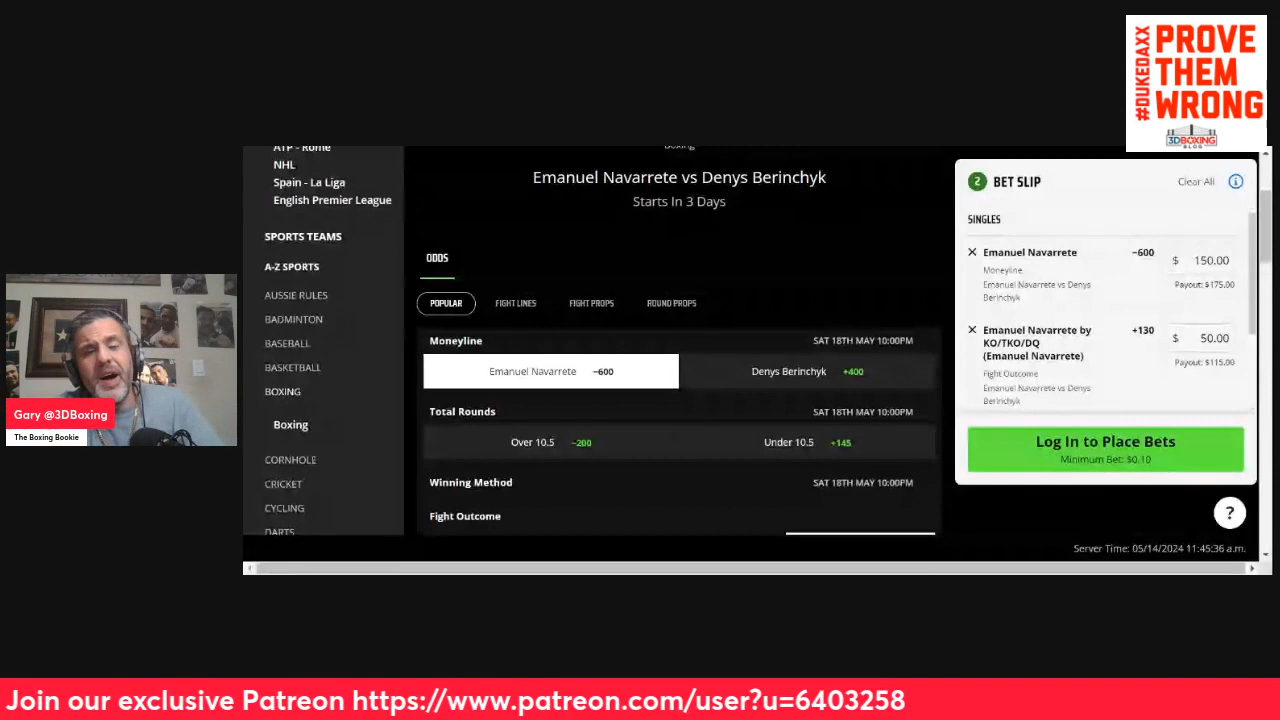 #DUKEDAXX
PROVE
THEM
WRONG
3DBOXING
BLOG
ATP - Rome
NHL
Spain - La Liga
English Premier League
SPORTS TEAMS
A-Z SPORTS
AUSSIE RULES
BADMINTON
BASEBALL
BASKETBALL
BOXING
Boxing
CORNHOLE
CRICKET
CYCLING
DARTS
Boxing
Emanuel Navarrete vs Denys Berinchyk
Starts In 3 Days
ODDS
POPULAR FIGHT LINES FIGHT PROPS ROUND PROPS
Moneyline SAT 18TH MAY 10:00PM
Emanuel Navarrete −600 Denys Berinchyk +400
Total Rounds SAT 18TH MAY 10:00PM
Over 10.5 −200 Under 10.5 +145
Winning Method SAT 18TH MAY 10:00PM
Fight Outcome
2 BET SLIP Clear All i
SINGLES
× Emanuel Navarrete −600 $ 150.00
Moneyline Payout: $175.00
Emanuel Navarrete vs Denys
Berinchyk
× Emanuel Navarrete by +130 $ 50.00
KO/TKO/DQ
(Emanuel Navarrete) Payout: $115.00
Fight Outcome
Emanuel Navarrete vs Denys
Berinchyk
Log In to Place Bets
Minimum Bet: $0.10
?
Server Time: 05/14/2024 11:45:36 a.m.
Gary @3DBoxing
The Boxing Bookie
Join our exclusive Patreon https://www.patreon.com/user?u=6403258